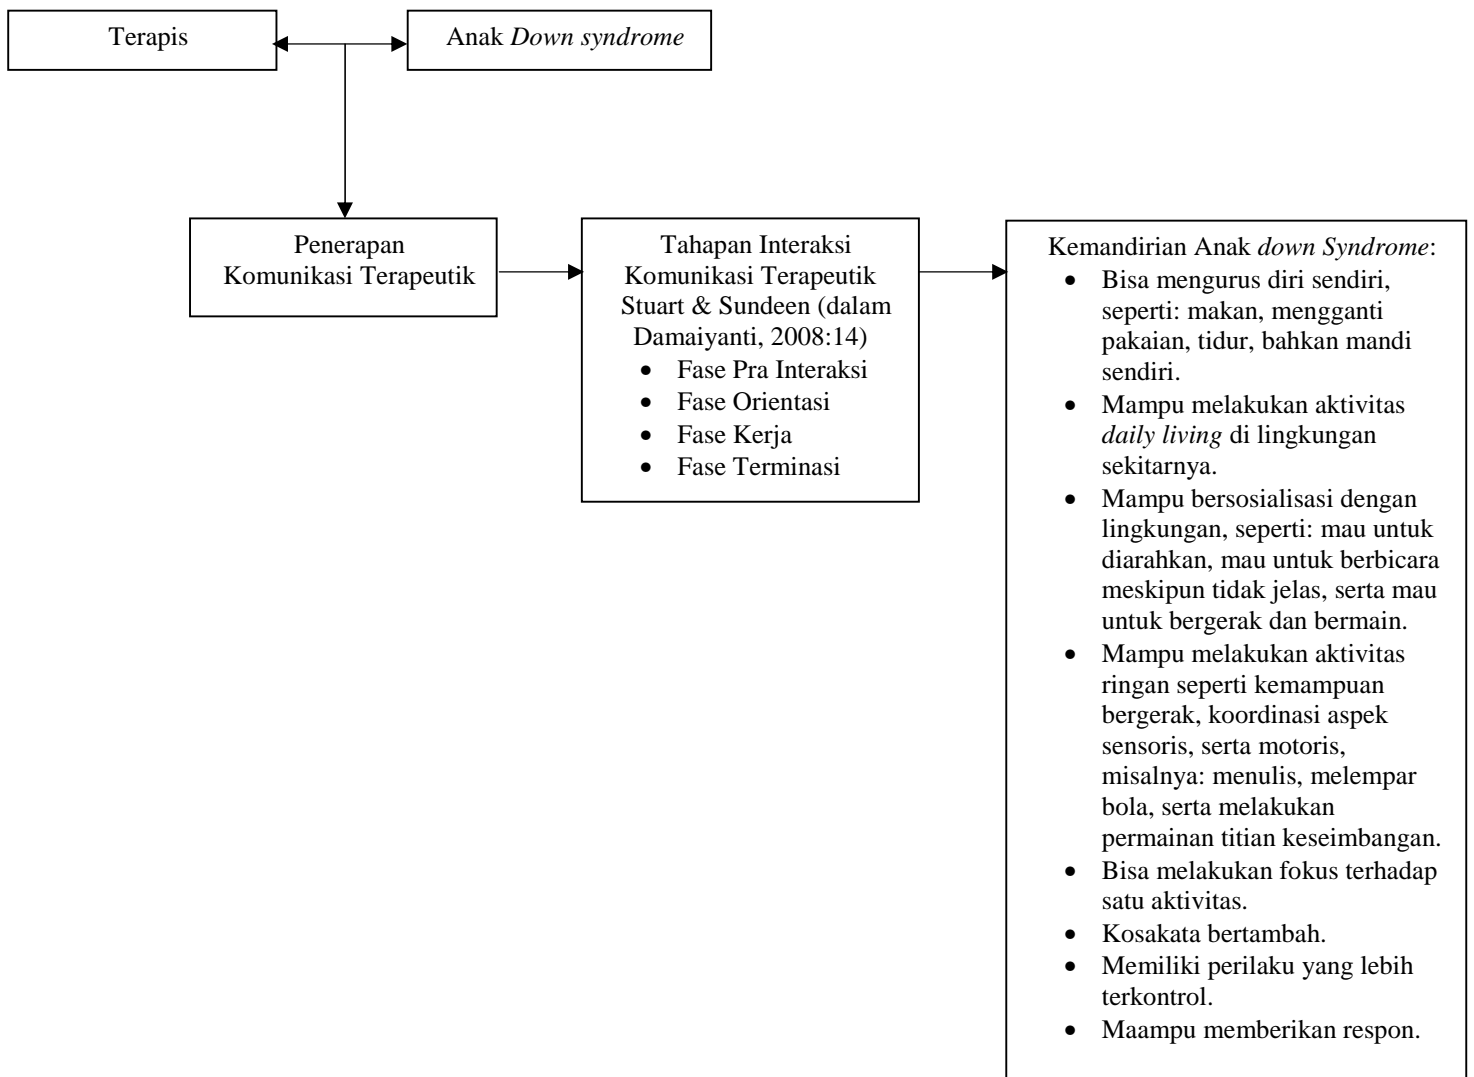 Terapis
Anak Down syndrome
Penerapan
Komunikasi Terapeutik
Tahapan Interaksi
Komunikasi Terapeutik
Stuart & Sundeen (dalam
Damaiyanti, 2008:14)
• Fase Pra Interaksi
• Fase Orientasi
• Fase Kerja
• Fase Terminasi
Kemandirian Anak down Syndrome:
• Bisa mengurus diri sendiri,
seperti: makan, mengganti
pakaian, tidur, bahkan mandi
sendiri.
• Mampu melakukan aktivitas
daily living di lingkungan
sekitarnya.
• Mampu bersosialisasi dengan
lingkungan, seperti: mau untuk
diarahkan, mau untuk berbicara
meskipun tidak jelas, serta mau
untuk bergerak dan bermain.
• Mampu melakukan aktivitas
ringan seperti kemampuan
bergerak, koordinasi aspek
sensoris, serta motoris,
misalnya: menulis, melempar
bola, serta melakukan
permainan titian keseimbangan.
• Bisa melakukan fokus terhadap
satu aktivitas.
• Kosakata bertambah.
• Memiliki perilaku yang lebih
terkontrol.
• Maampu memberikan respon.